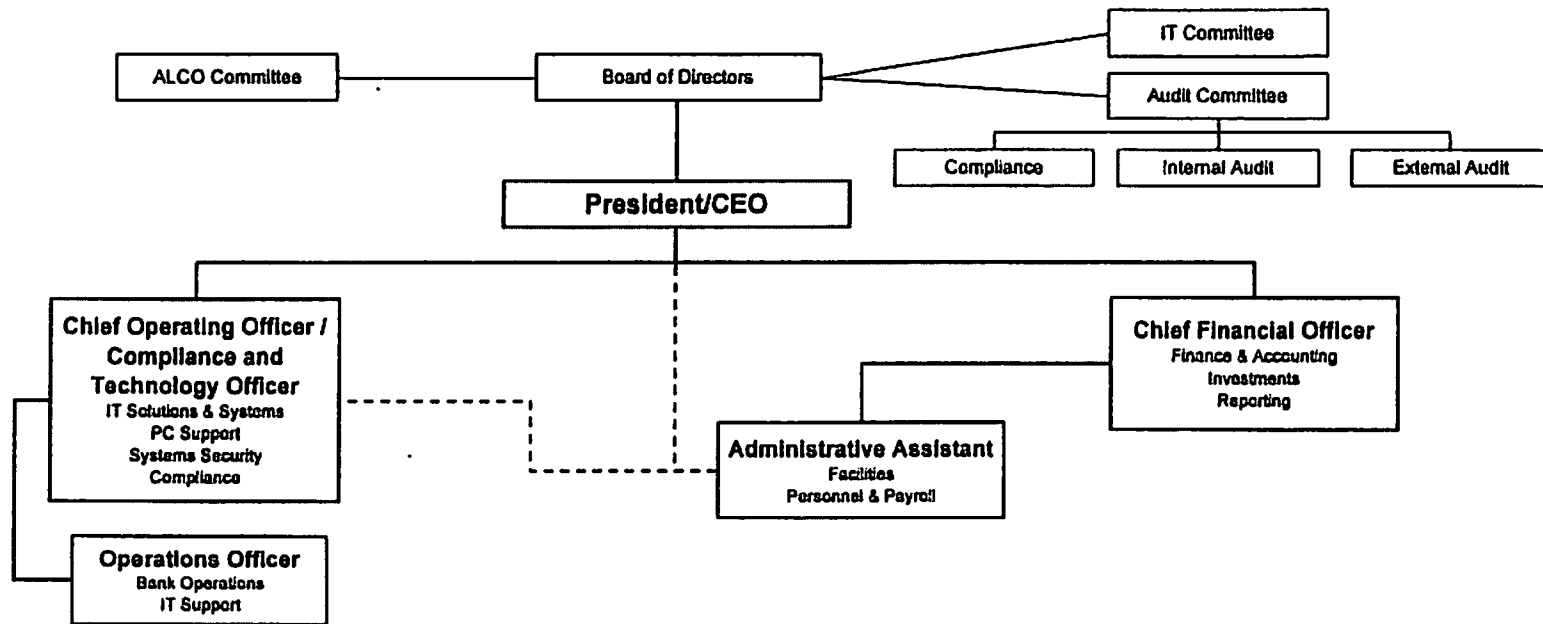 IT Committee
ALCO Committee
Board of Directors
Audit Committee
Compliance
Internal Audit
External Audit
President/CEO
Chief Operating Officer /
Compliance and
Technology Officer
IT Solutions & Systems
PC Support
Systems Security
Compliance
Chief Financial Officer
Finance & Accounting
Investments
Reporting
Administrative Assistant
Facilities
Personnel & Payroll
Operations Officer
Bank Operations
IT Support